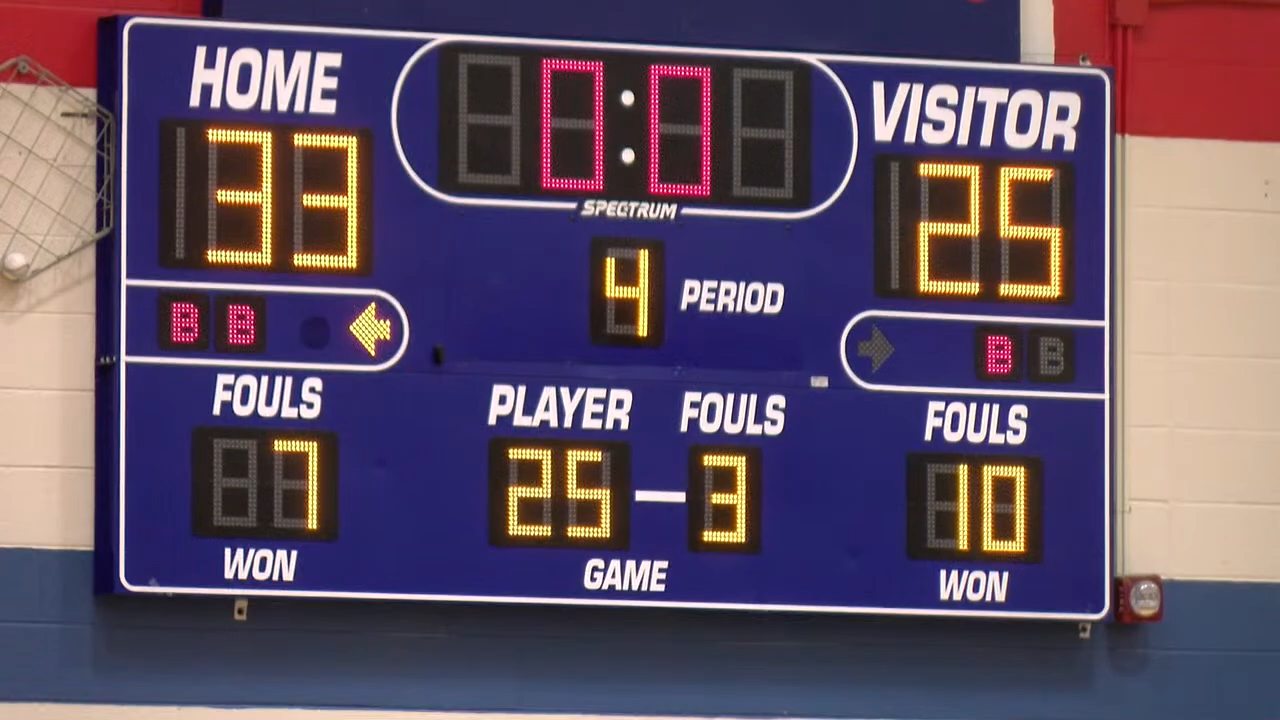 HOME
0:0
VISITOR
33
25
SPECTRUM
4 PERIOD
B B
B
FOULS
PLAYER FOULS
FOULS
7
25-3
10
WON
GAME
WON